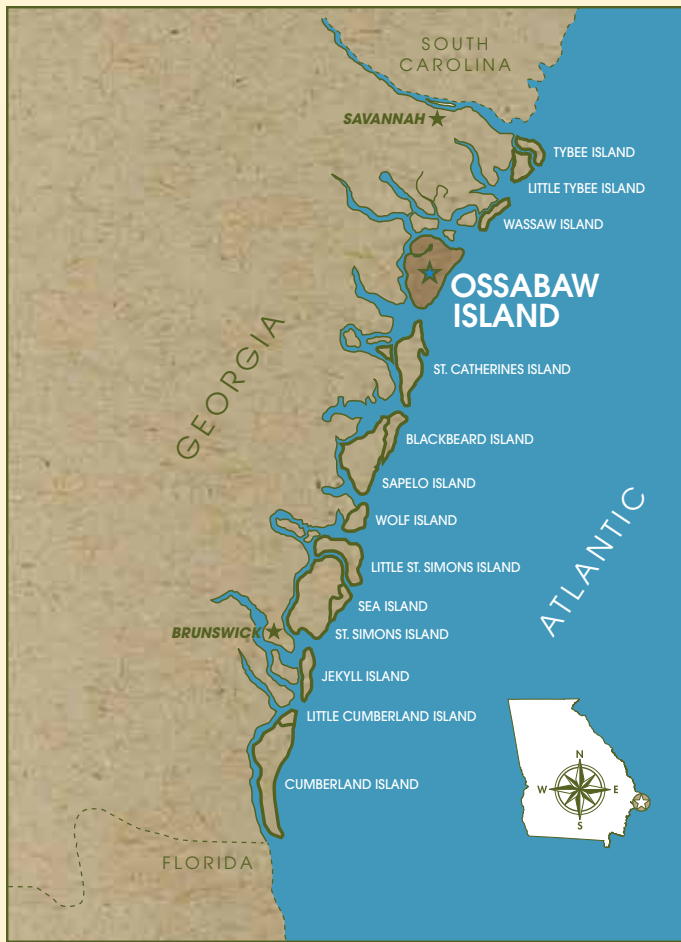 SOUTH
CAROLINA
SAVANNAH
TYBEE ISLAND
LITTLE TYBEE ISLAND
WASSAW ISLAND
OSSABAW
ISLAND
GEORGIA
ST. CATHERINES ISLAND
BLACKBEARD ISLAND
SAPELO ISLAND
WOLF ISLAND
ATLANTIC
LITTLE ST. SIMONS ISLAND
SEA ISLAND
BRUNSWICK
ST. SIMONS ISLAND
JEKYLL ISLAND
LITTLE CUMBERLAND ISLAND
CUMBERLAND ISLAND
N
W
E
S
FLORIDA